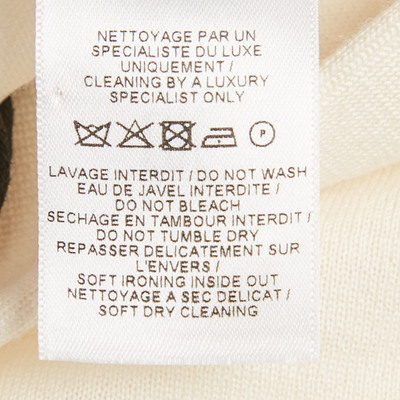 NETTOYAGE PAR UN
SPECIALISTE DU LUXE
UNIQUEMENT /
CLEANING BY A LUXURY
SPECIALIST ONLY
P
LAVAGE INTERDIT / DO NOT WASH
EAU DE JAVEL INTERDITE /
DO NOT BLEACH
SECHAGE EN TAMBOUR INTERDIT /
DO NOT TUMBLE DRY
REPASSER DELICATEMENT SUR
L'ENVERS /
SOFT IRONING INSIDE OUT
NETTOYAGE A SEC DELICAT /
SOFT DRY CLEANING